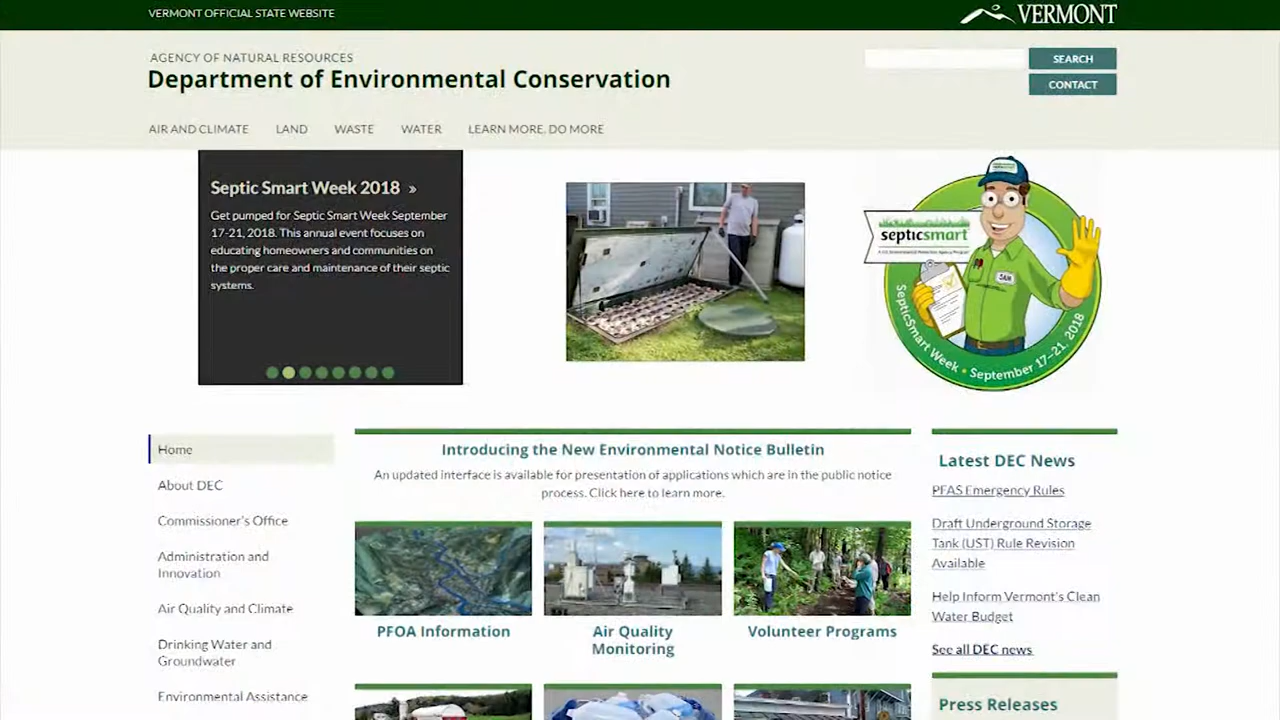 VERMONT OFFICIAL STATE WEBSITE
VERMONT
AGENCY OF NATURAL RESOURCES
Department of Environmental Conservation
SEARCH
CONTACT
AIR AND CLIMATE
LAND
WASTE
WATER
LEARN MORE, DO MORE
Septic Smart Week 2018 »
Get pumped for Septic Smart Week September
17-21, 2018. This annual event focuses on
educating homeowners and communities on
the proper care and maintenance of their septic
systems.
septicsmart
SAM
SepticSmart Week • September 17–21, 2018
Home
About DEC
Commissioner's Office
Administration and
Innovation
Air Quality and Climate
Drinking Water and
Groundwater
Environmental Assistance
Introducing the New Environmental Notice Bulletin
An updated interface is available for presentation of applications which are in the public notice
process. Click here to learn more.
PFOA Information
Air Quality
Monitoring
Volunteer Programs
Latest DEC News
PFAS Emergency Rules
Draft Underground Storage
Tank (UST) Rule Revision
Available
Help Inform Vermont's Clean
Water Budget
See all DEC news
Press Releases